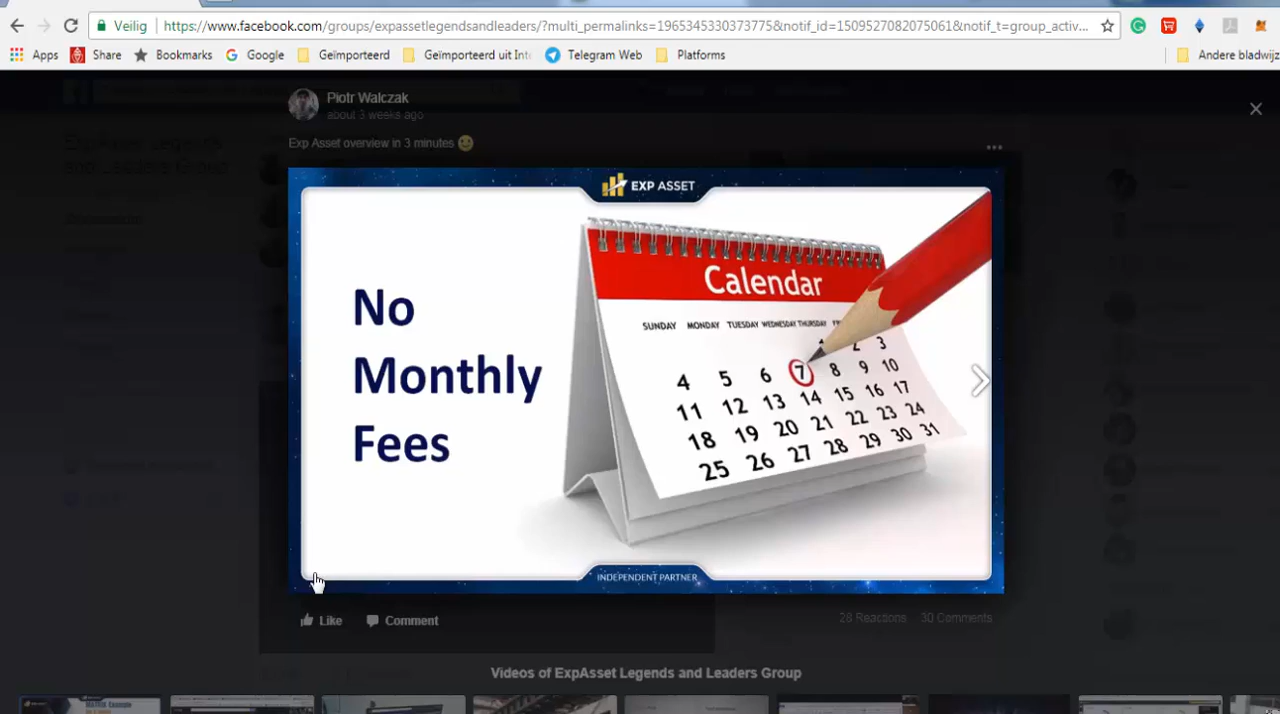 Veilig
https://www.facebook.com/groups/expassetlegendsandleaders/?multi_permalinks=1965345330373775&notif_id=1509527082075061&notif_t=group_activ...
Apps Share Bookmarks Google Geïmporteerd Geïmporteerd uit Inte Telegram Web Platforms Andere bladwijz
Piotr Walczak
about 3 weeks ago
Exp Asset overview in 3 minutes
EXP ASSET
No
Monthly
Fees
Calendar
SUNDAY MONDAY TUESDAY WEDNESDAY THURSDAY
1 2 3
4 5 6 7 8 9 10
11 12 13 14 15 16 17
18 19 20 21 22 23 24
25 26 27 28 29 30 31
INDEPENDENT PARTNER
Like Comment 28 Reactions 30 Comments
Videos of ExpAsset Legends and Leaders Group